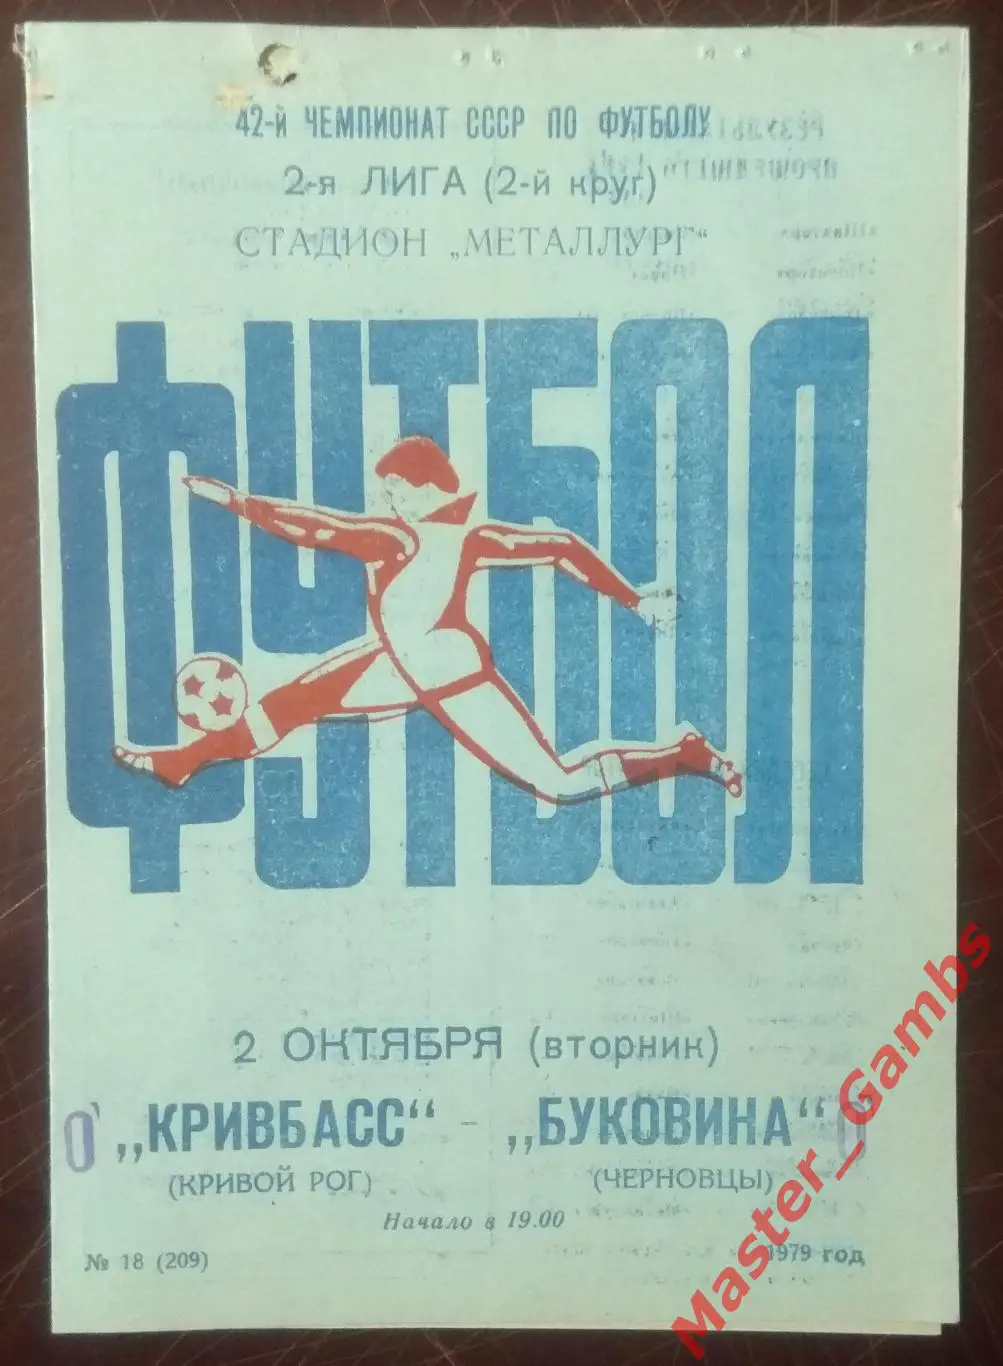 42-й ЧЕМПИОНАТ СССР ПО ФУТБОЛУ
2-я ЛИГА (2-й круг)
СТАДИОН „МЕТАЛЛУРГ“
ФУТБОЛ
2 ОКТЯБРЯ (вторник)
0 „КРИВБАСС“ - „БУКОВИНА“ 0
(КРИВОЙ РОГ) (ЧЕРНОВЦЫ)
Начало в 19.00
№ 18 (209) 1979 год
Master_Gambs